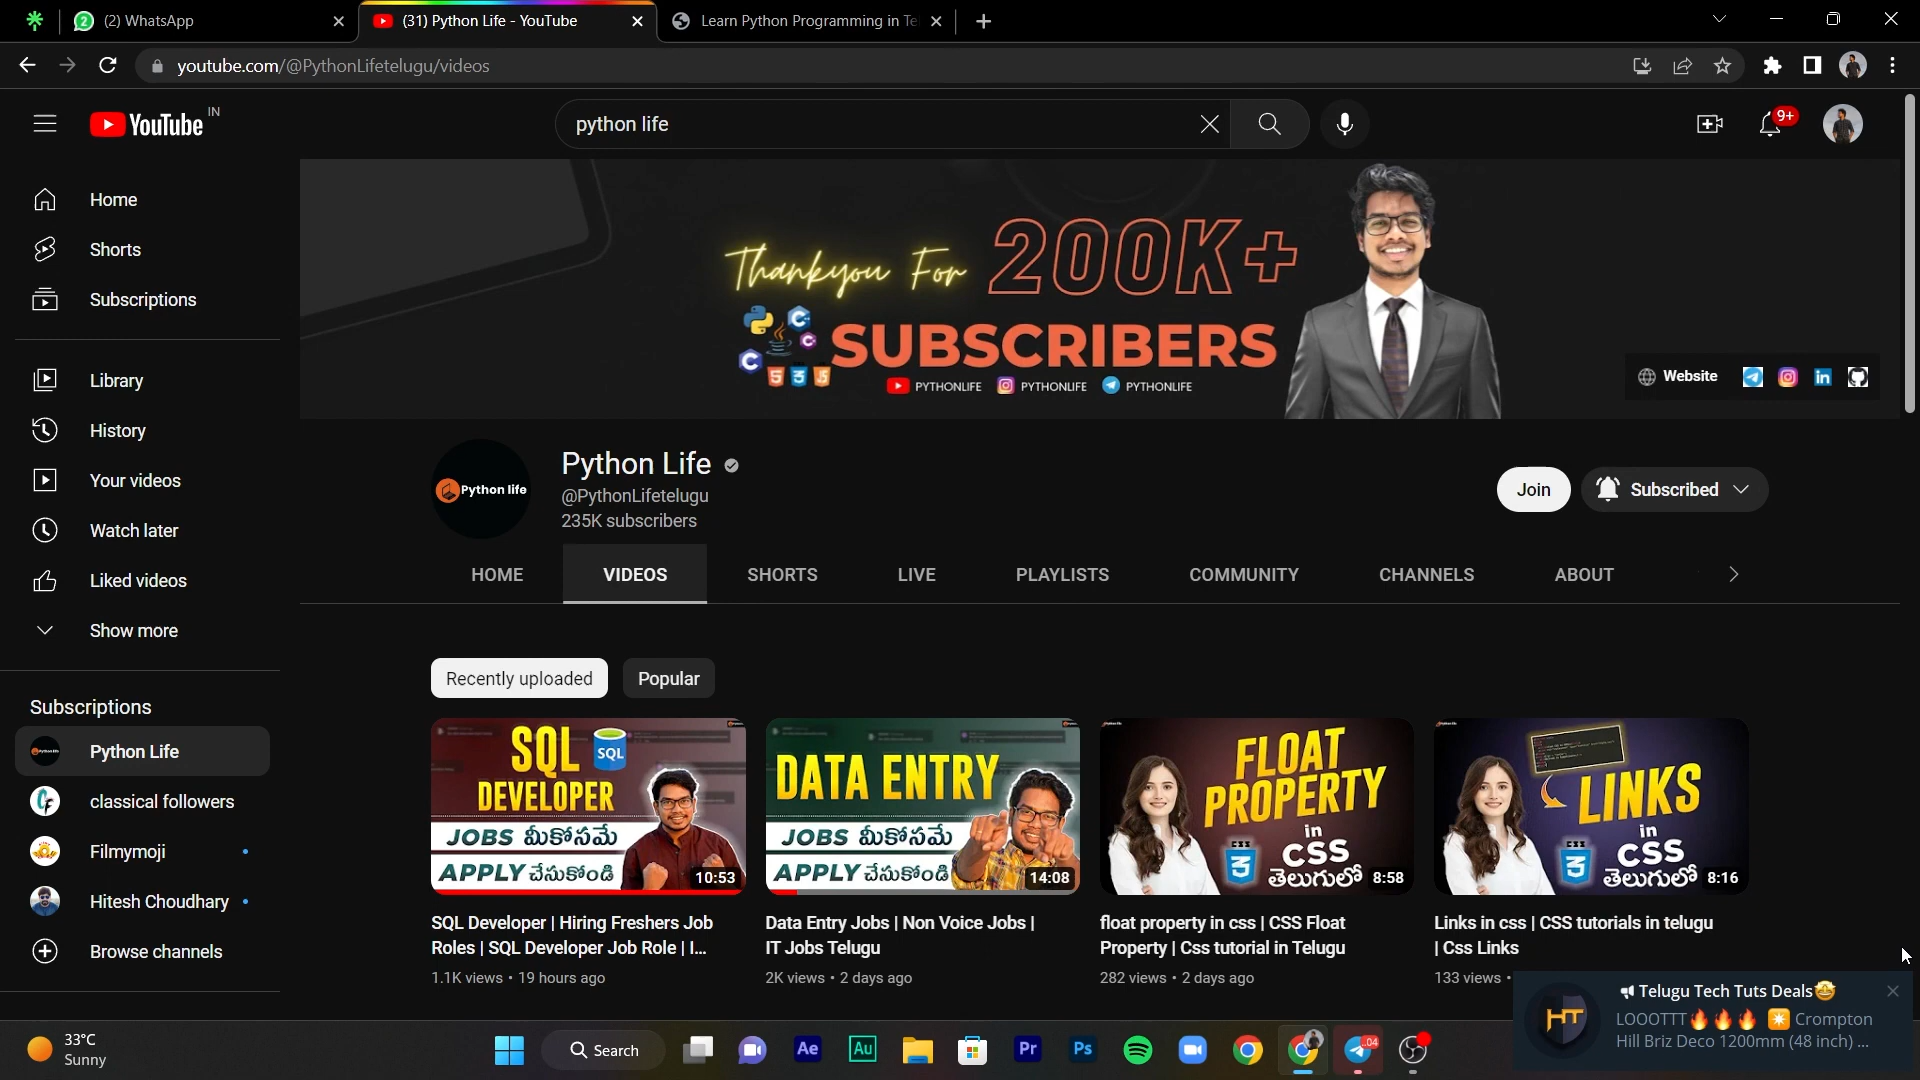 (2) WhatsApp
(31) Python Life - YouTube
Learn Python Programming in Te
youtube.com/@PythonLifetelugu/videos
YouTube IN
python life
9+
Home
Shorts
Subscriptions
Library
History
Your videos
Watch later
Liked videos
Show more
Subscriptions
Python Life
classical followers
Filmymoji
Hitesh Choudhary
Browse channels
Thankyou For 200K+
SUBSCRIBERS
PYTHONLIFE PYTHONLIFE PYTHONLIFE
Website
Python life
Python Life
@PythonLifetelugu
235K subscribers
Join
Subscribed
HOME VIDEOS SHORTS LIVE PLAYLISTS COMMUNITY CHANNELS ABOUT
Recently uploaded
Popular
SQL
SQL
DEVELOPER
JOBS మీకోసమే
APPLY చేసుకోండి
10:53
SQL Developer | Hiring Freshers Job
Roles | SQL Developer Job Role | I...
1.1K views • 19 hours ago
DATA ENTRY
JOBS మీకోసమే
APPLY చేసుకోండి
14:08
Data Entry Jobs | Non Voice Jobs |
IT Jobs Telugu
2K views • 2 days ago
FLOAT
PROPERTY
in
CSS
తెలుగులో
8:58
float property in css | CSS Float
Property | Css tutorial in Telugu
282 views • 2 days ago
LINKS
in
CSS
తెలుగులో
8:16
Links in css | CSS tutorials in telugu
| Css Links
133 views •
Telugu Tech Tuts Deals🤩
LOOOTTT🔥🔥🔥 💥 Crompton
Hill Briz Deco 1200mm (48 inch) ...
HT
33°C
Sunny
Search
Ae
Au
Pr
Ps